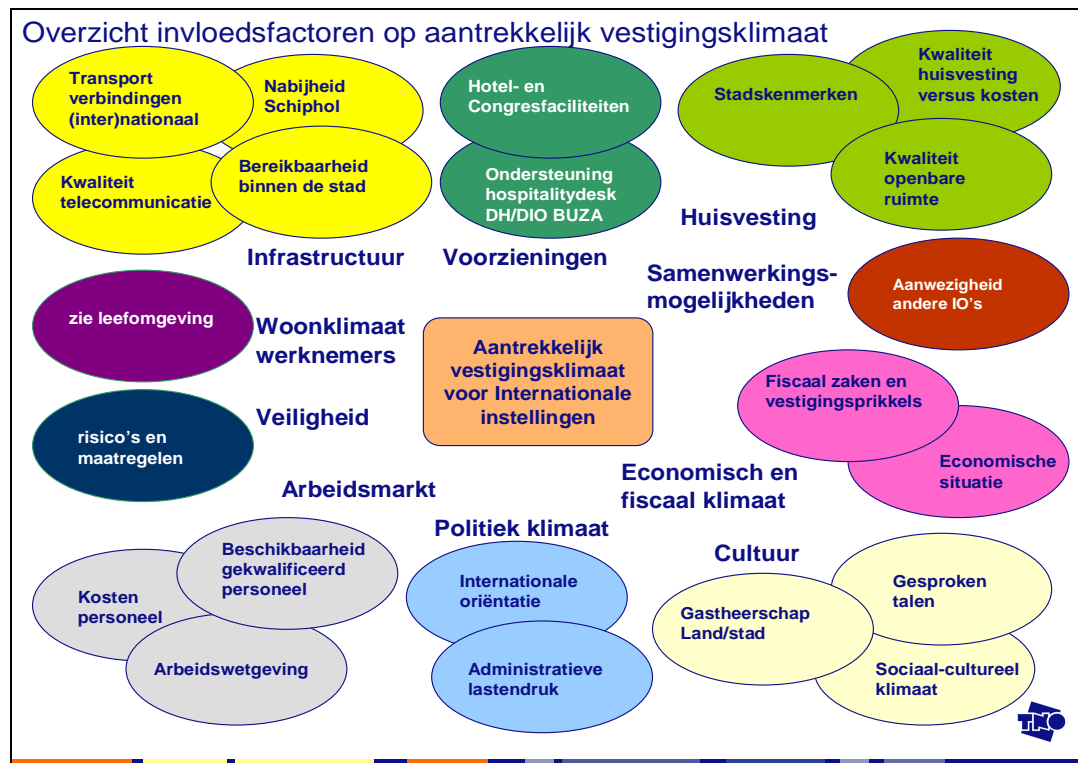 Overzicht invloedsfactoren op aantrekkelijk vestigingsklimaat
Transport
verbindingen
(inter)nationaal
Nabijheid
Schiphol
Kwaliteit
telecommunicatie
Bereikbaarheid
binnen de stad
Infrastructuur
Hotel- en
Congresfaciliteiten
Ondersteuning
hospitalitydesk
DH/DIO BUZA
Voorzieningen
Stadskenmerken
Kwaliteit
huisvesting
versus kosten
Kwaliteit
openbare
ruimte
Huisvesting
Samenwerkings-
mogelijkheden
Aanwezigheid
andere IO's
zie leefomgeving
Woonklimaat
werknemers
Aantrekkelijk
vestigingsklimaat
voor Internationale
instellingen
Fiscaal zaken en
vestigingsprikkels
Economische
situatie
Economisch en
fiscaal klimaat
risico's en
maatregelen
Veiligheid
Arbeidsmarkt
Beschikbaarheid
gekwalificeerd
personeel
Kosten
personeel
Arbeidswetgeving
Politiek klimaat
Internationale
oriëntatie
Administratieve
lastendruk
Cultuur
Gesproken
talen
Gastheerschap
Land/stad
Sociaal-cultureel
klimaat
TNO